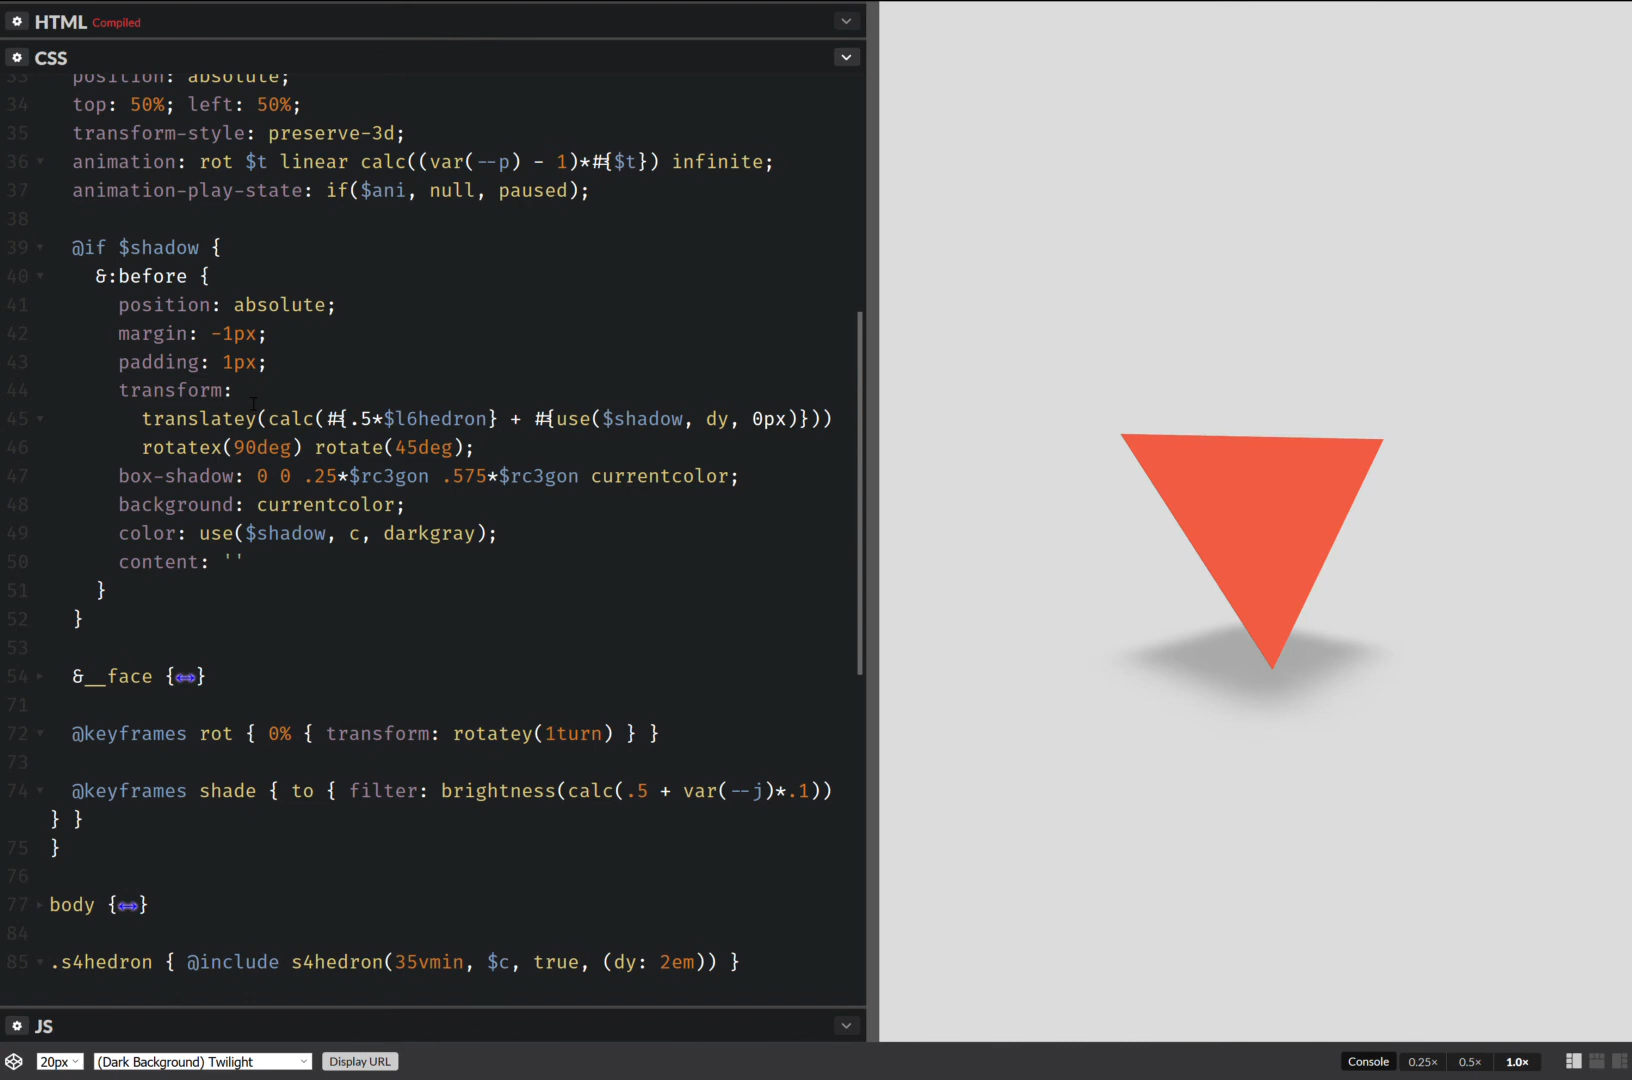 HTML Compiled
CSS
33 position: absolute;
34 top: 50%; left: 50%;
35 transform-style: preserve-3d;
36 animation: rot $t linear calc((var(--p) - 1)*#{$t}) infinite;
37 animation-play-state: if($ani, null, paused);
38
39 @if $shadow {
40 &:before {
41 position: absolute;
42 margin: -1px;
43 padding: 1px;
44 transform:
45 translatey(calc(#{.5*$l6hedron} + #{use($shadow, dy, 0px)}))
46 rotatex(90deg) rotate(45deg);
47 box-shadow: 0 0 .25*$rc3gon .575*$rc3gon currentcolor;
48 background: currentcolor;
49 color: use($shadow, c, darkgray);
50 content: ''
51 }
52 }
53
54 &__face {↔}
71
72 @keyframes rot { 0% { transform: rotatey(1turn) } }
73
74 @keyframes shade { to { filter: brightness(calc(.5 + var(--j)*.1))
} }
75 }
76
77 body {↔}
84
85 .s4hedron { @include s4hedron(35vmin, $c, true, (dy: 2em)) }
JS
20px (Dark Background) Twilight Display URL Console 0.25× 0.5× 1.0×